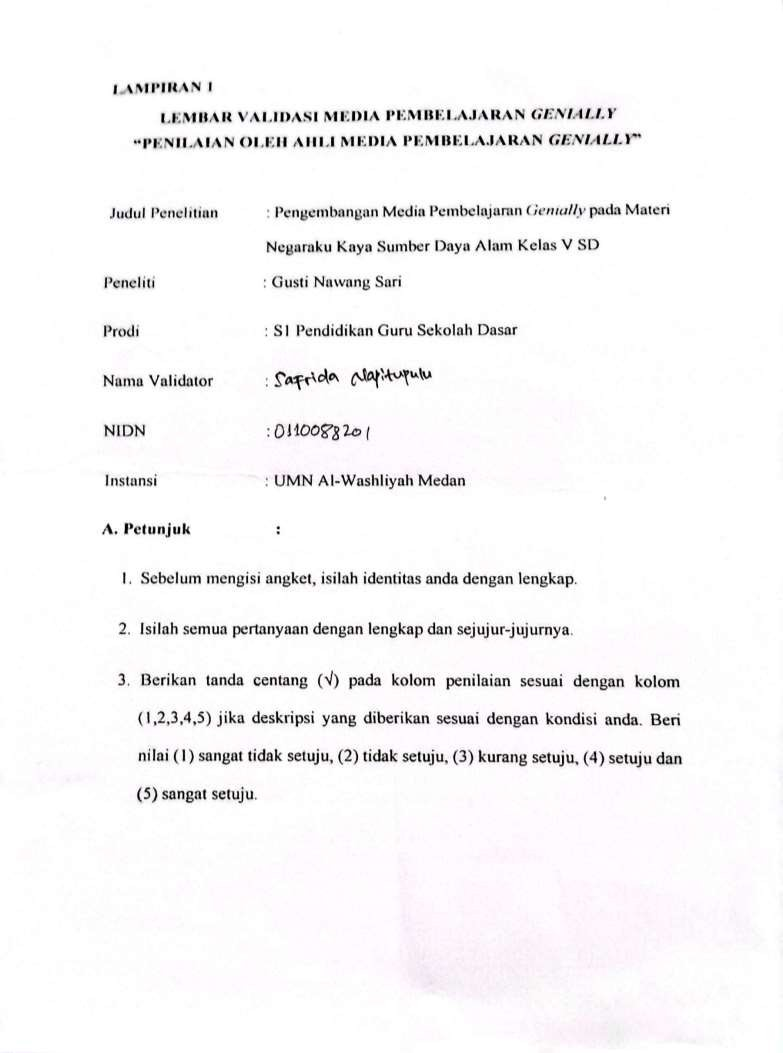 LAMPIRAN 1
LEMBAR VALIDASI MEDIA PEMBELAJARAN GENIALLY
“PENILAIAN OLEH AHLI MEDIA PEMBELAJARAN GENIALLY”
Judul Penelitian : Pengembangan Media Pembelajaran Genially pada Materi
Negaraku Kaya Sumber Daya Alam Kelas V SD
Peneliti : Gusti Nawang Sari
Prodi : S1 Pendidikan Guru Sekolah Dasar
Nama Validator : Safrida Napitupulu
NIDN : 0110088201
Instansi : UMN Al-Washliyah Medan
A. Petunjuk :
1. Sebelum mengisi angket, isilah identitas anda dengan lengkap.
2. Isilah semua pertanyaan dengan lengkap dan sejujur-jujurnya.
3. Berikan tanda centang (√) pada kolom penilaian sesuai dengan kolom
(1,2,3,4,5) jika deskripsi yang diberikan sesuai dengan kondisi anda. Beri
nilai (1) sangat tidak setuju, (2) tidak setuju, (3) kurang setuju, (4) setuju dan
(5) sangat setuju.